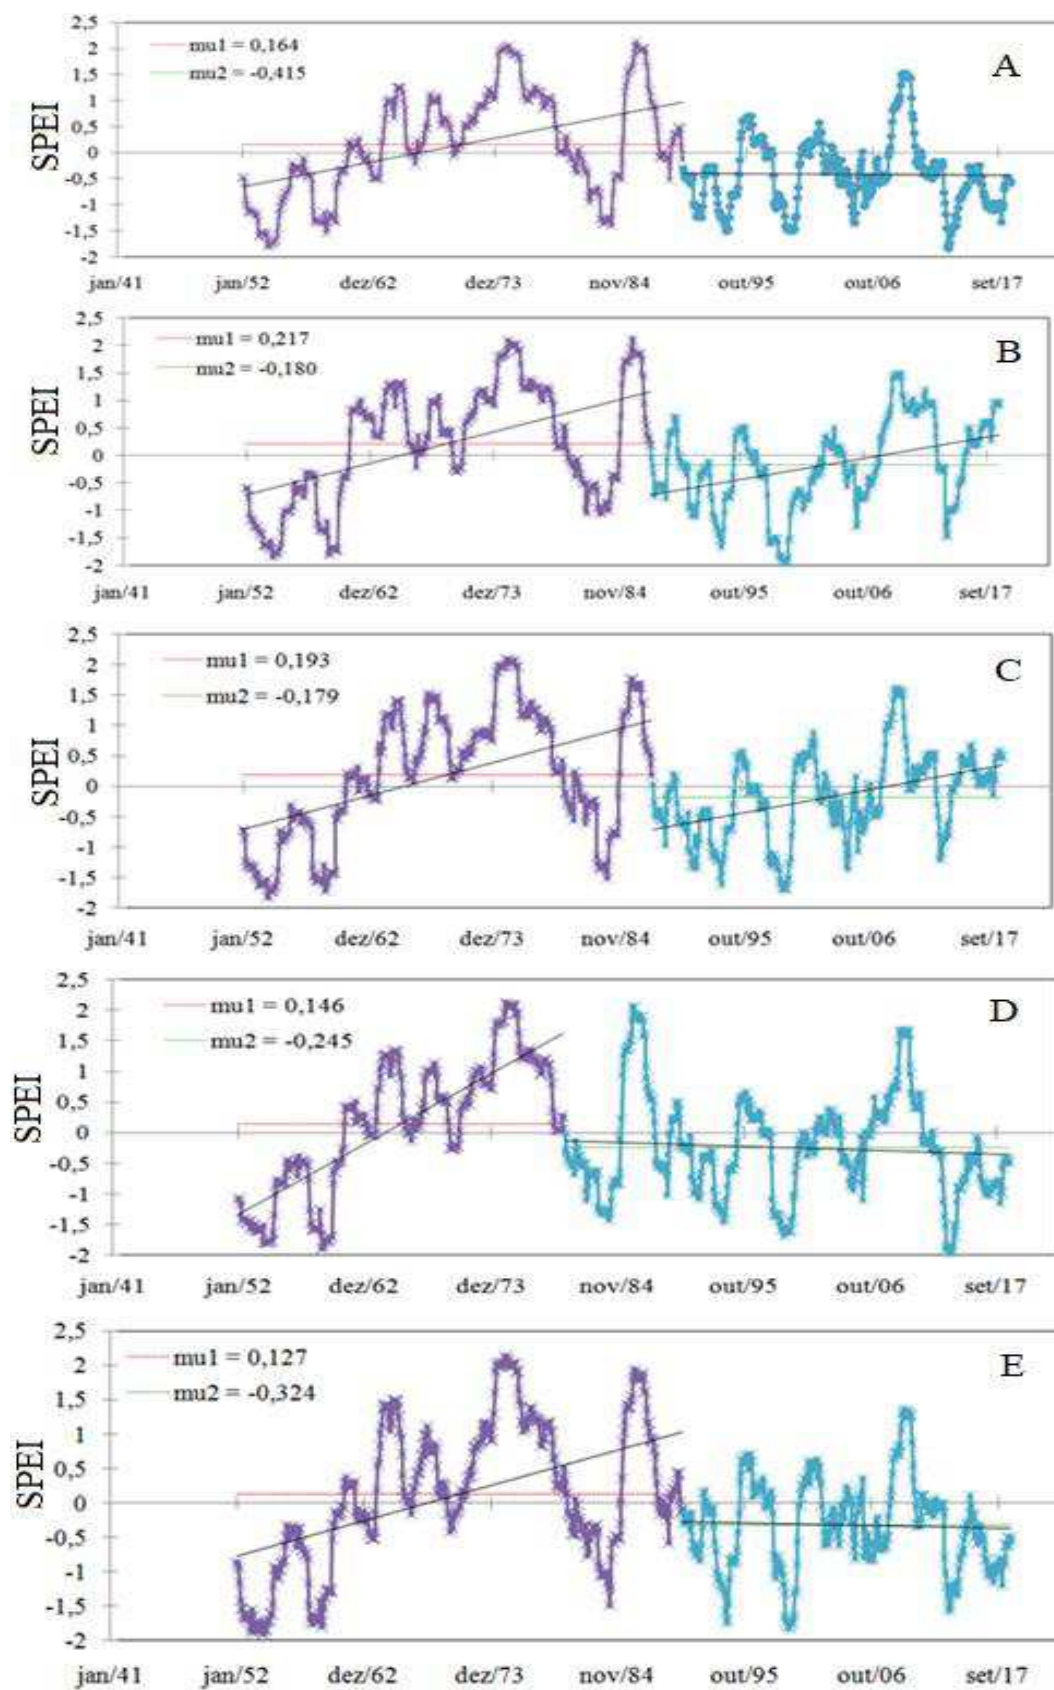 2,5
mu1 = 0,164
A
2
mu2 = -0,415
1,5
1
0,5
0
-0,5
-1
-1,5
-2
SPEI
jan/41 jan/52 dez/62 dez/73 nov/84 out/95 out/06 set/17
2,5
mu1 = 0,217
B
2
mu2 = -0,180
1,5
1
0,5
0
-0,5
-1
-1,5
-2
SPEI
jan/41 jan/52 dez/62 dez/73 nov/84 out/95 out/06 set/17
2,5
mu1 = 0,193
C
2
mu2 = -0,179
1,5
1
0,5
0
-0,5
-1
-1,5
-2
SPEI
jan/41 jan/52 dez/62 dez/73 nov/84 out/95 out/06 set/17
2,5
mu1 = 0,146
D
2
mu2 = -0,245
1,5
1
0,5
0
-0,5
-1
-1,5
-2
SPEI
jan/41 jan/52 dez/62 dez/73 nov/84 out/95 out/06 set/17
2,5
mu1 = 0,127
E
2
mu2 = -0,324
1,5
1
0,5
0
-0,5
-1
-1,5
-2
SPEI
jan/41 jan/52 dez/62 dez/73 nov/84 out/95 out/06 set/17